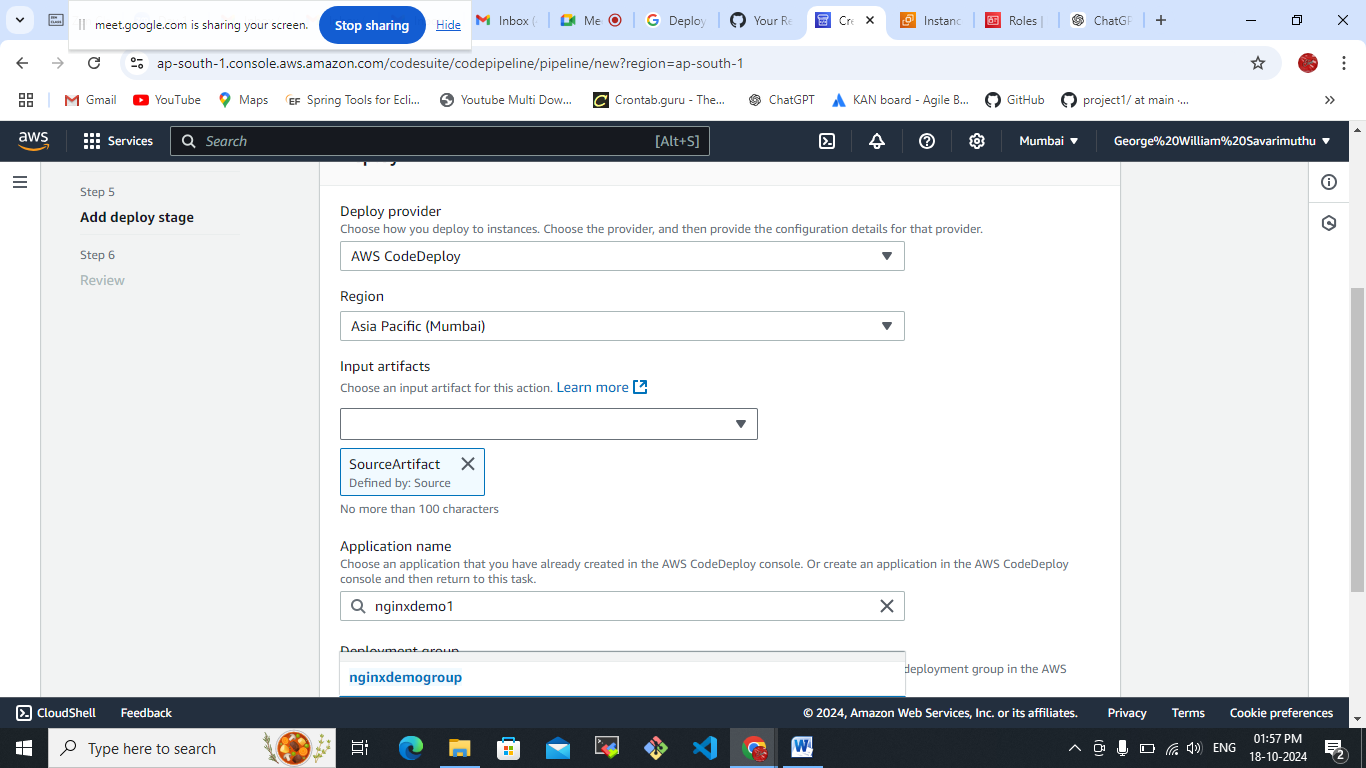 meet.google.com is sharing your screen.
Stop sharing
Hide
Inbox (
Me
Deploy
Your Re
Cre
Instanc
Roles |
ChatGP
ap-south-1.console.aws.amazon.com/codesuite/codepipeline/pipeline/new?region=ap-south-1
Gmail
YouTube
Maps
EF Spring Tools for Ecli...
Youtube Multi Dow...
Crontab.guru - The...
ChatGPT
KAN board - Agile B...
GitHub
project1/ at main ·...
aws
Services
Search
[Alt+S]
Mumbai
George%20William%20Savarimuthu
Step 5
Add deploy stage
Step 6
Review
Deploy provider
Choose how you deploy to instances. Choose the provider, and then provide the configuration details for that provider.
AWS CodeDeploy
Region
Asia Pacific (Mumbai)
Input artifacts
Choose an input artifact for this action. Learn more
SourceArtifact
Defined by: Source
No more than 100 characters
Application name
Choose an application that you have already created in the AWS CodeDeploy console. Or create an application in the AWS CodeDeploy
console and then return to this task.
nginxdemo1
Deployment group
deployment group in the AWS
nginxdemogroup
CloudShell
Feedback
© 2024, Amazon Web Services, Inc. or its affiliates.
Privacy
Terms
Cookie preferences
Type here to search
ENG
01:57 PM
18-10-2024
2